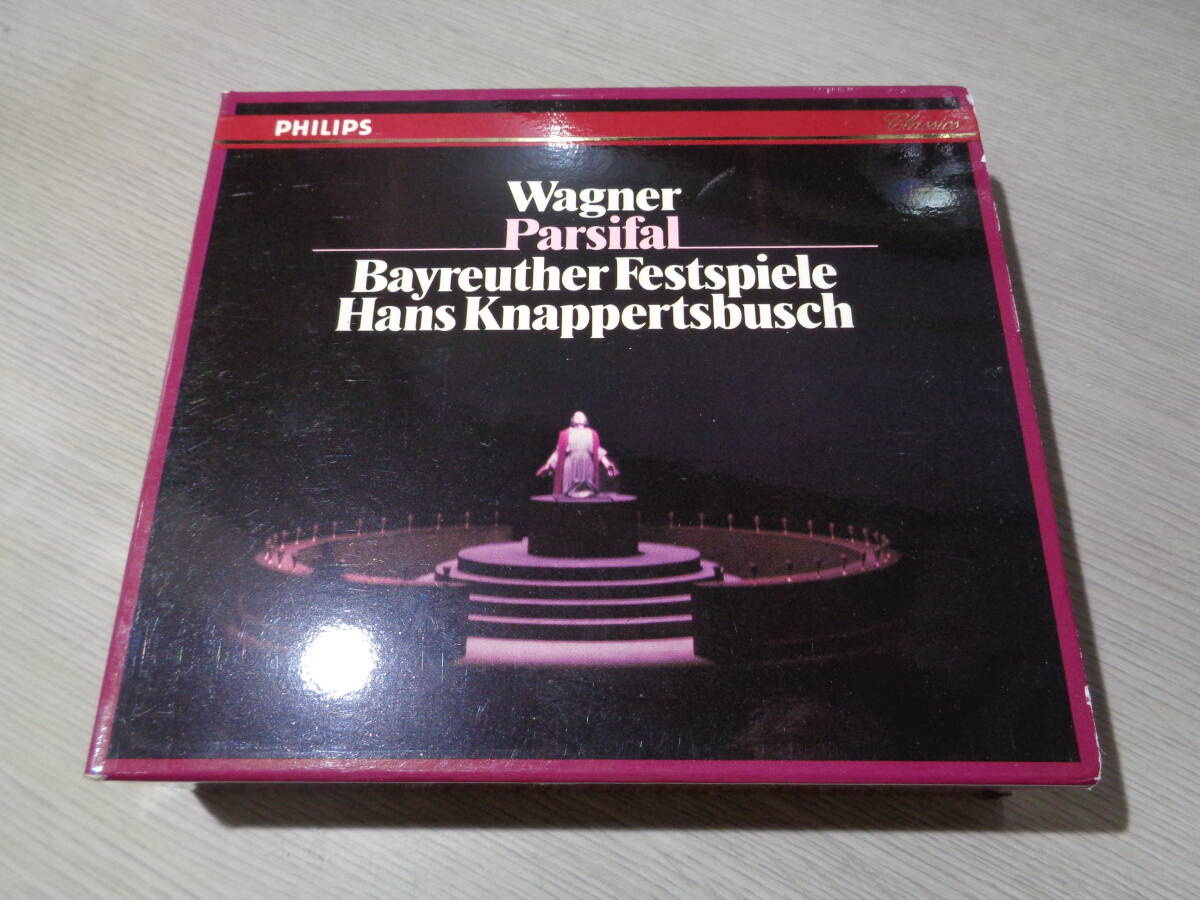 PHILIPS
Classics
Wagner
Parsifal
Bayreuther Festspiele
Hans Knappertsbusch